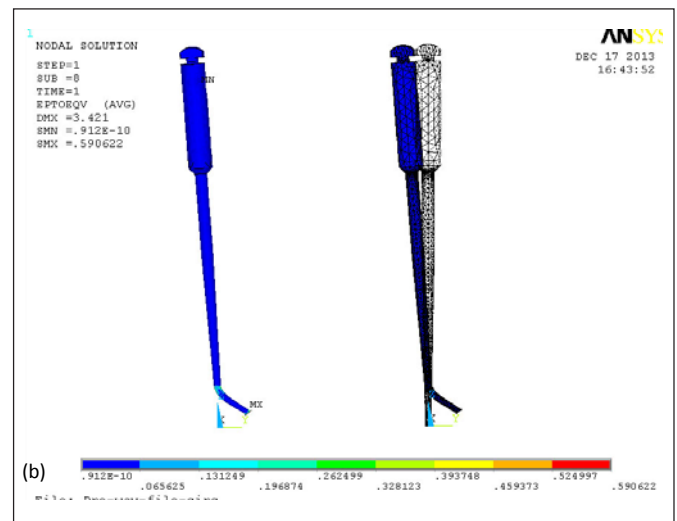 1
NODAL SOLUTION
STEP=1
SUB =8
TIME=1
EPTOEQV (AVG)
DMX =3.421
SMN =.912E-10
SMX =.590622
ANSYS
DEC 17 2013
16:43:52
MX
Y
(b)
.912E-10 .131249 .262499 .393748 .524997
.065625 .196874 .328123 .459373 .590622